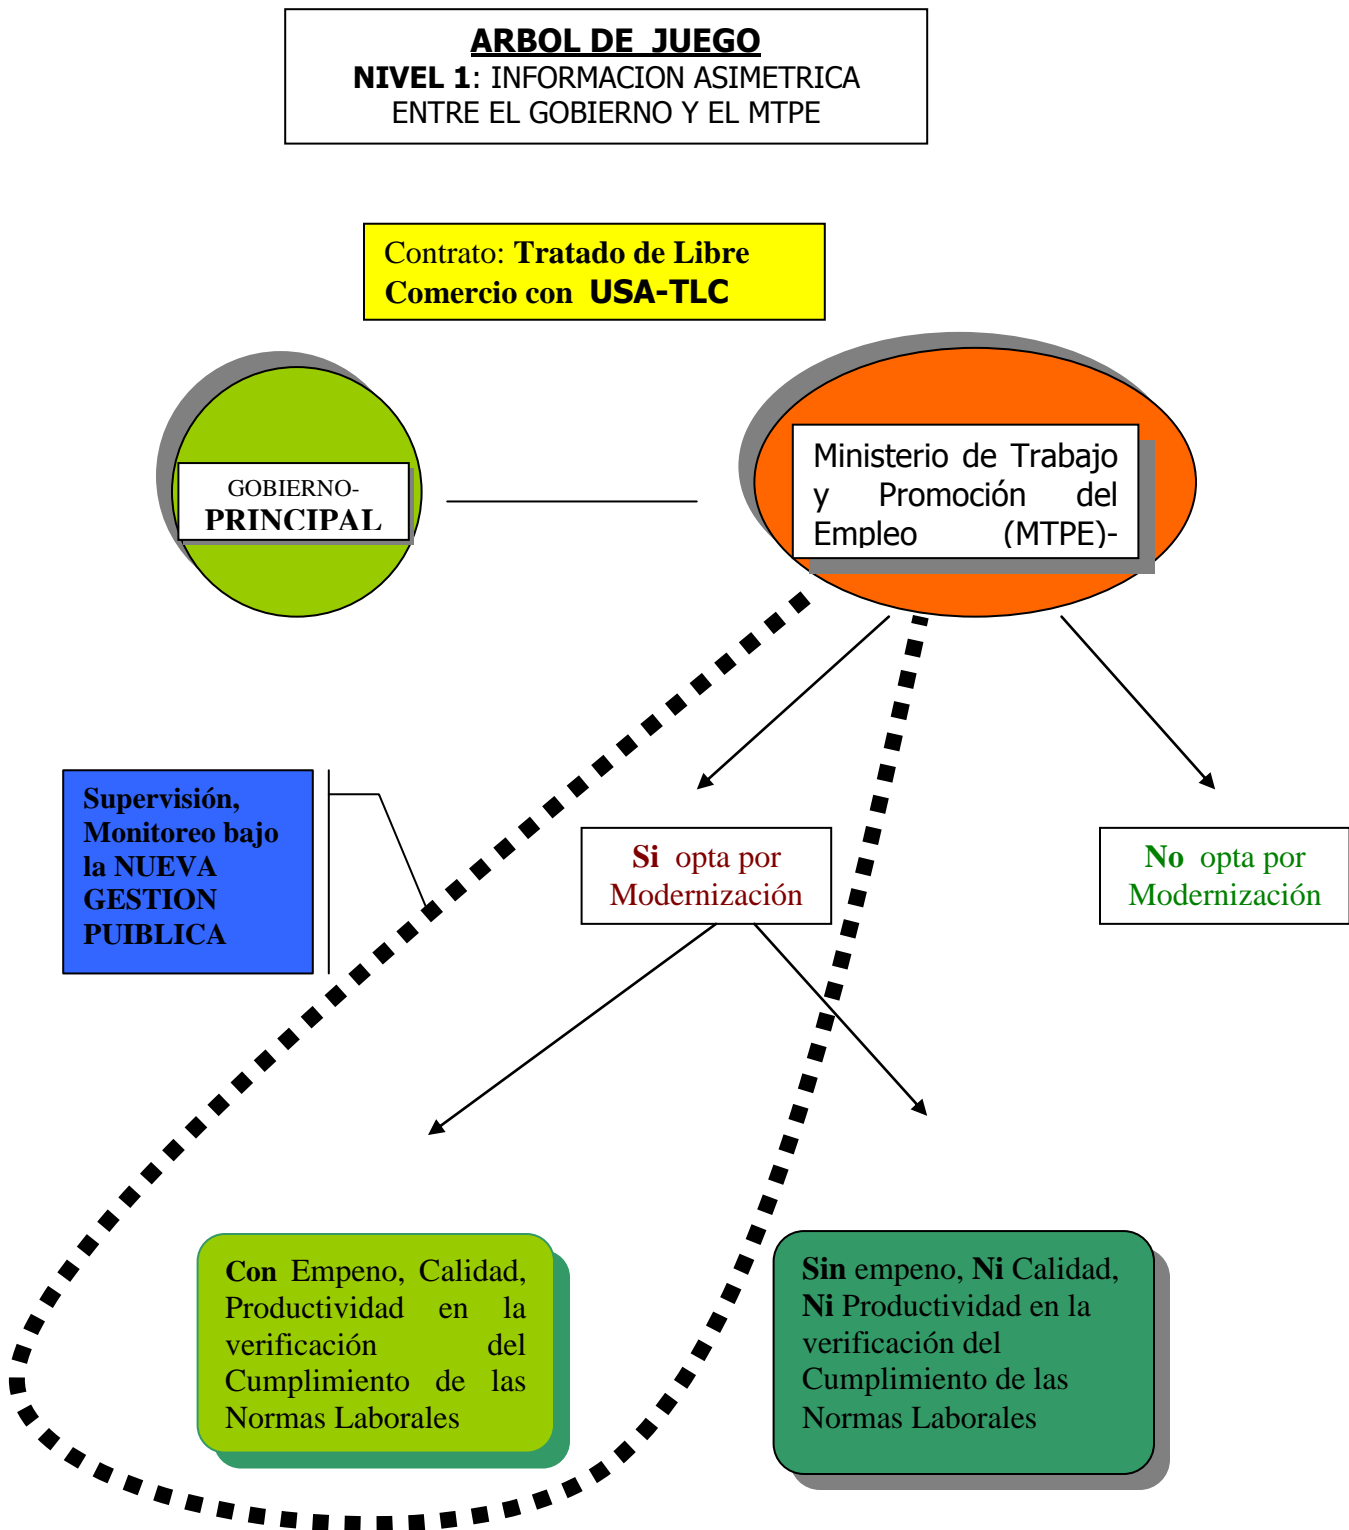 ARBOL DE JUEGO
NIVEL 1: INFORMACION ASIMETRICA
ENTRE EL GOBIERNO Y EL MTPE
Contrato: Tratado de Libre
Comercio con USA-TLC
GOBIERNO-
PRINCIPAL
Ministerio de Trabajo
y Promoción del
Empleo (MTPE)-
Supervisión,
Monitoreo bajo
la NUEVA
GESTION
PUIBLICA
Si opta por
Modernización
No opta por
Modernización
Con Empeno, Calidad,
Productividad en la
verificación del
Cumplimiento de las
Normas Laborales
Sin empeno, Ni Calidad,
Ni Productividad en la
verificación del
Cumplimiento de las
Normas Laborales